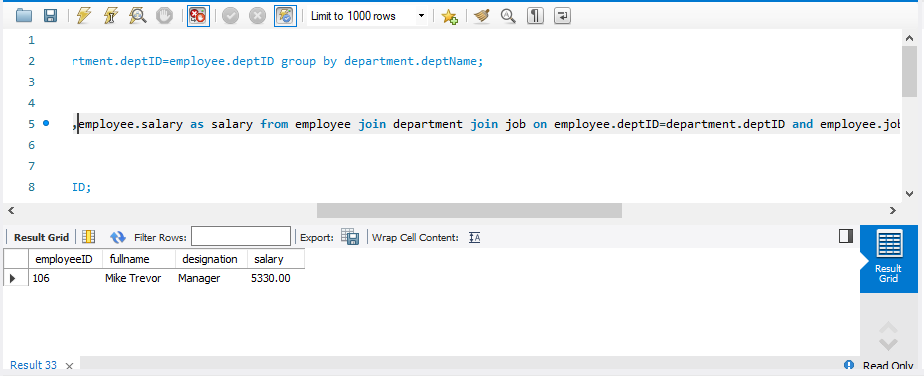 Limit to 1000 rows
1
2 rtment.deptID=employee.deptID group by department.deptName;
3
4
5 ,employee.salary as salary from employee join department join job on employee.deptID=department.deptID and employee.job
6
7
8 ID;
Result Grid Filter Rows: Export: Wrap Cell Content:
employeeID fullname designation salary
106 Mike Trevor Manager 5330.00
Result Grid
Result 33 Read Only